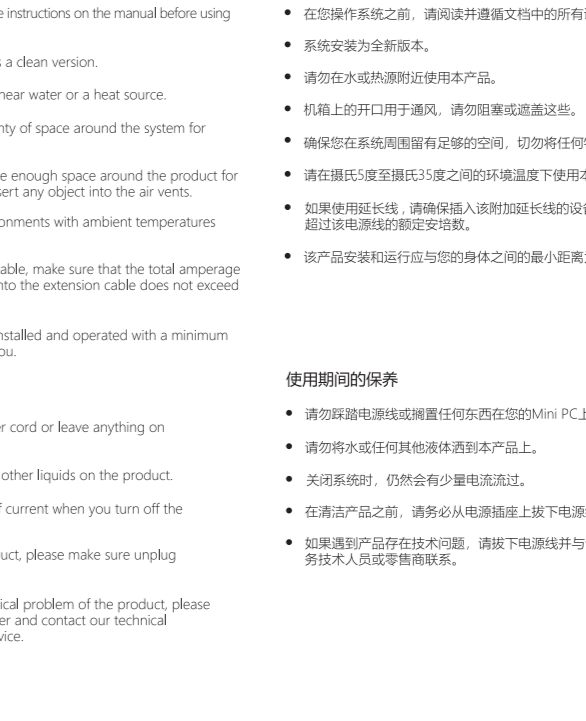 e instructions on the manual before using
s a clean version.
near water or a heat source.
nty of space around the system for
e enough space around the product for
sert any object into the air vents.
onments with ambient temperatures
able, make sure that the total amperage
nto the extension cable does not exceed
nstalled and operated with a minimum
ou.
er cord or leave anything on
other liquids on the product.
f current when you turn off the
uct, please make sure unplug
ical problem of the product, please
er and contact our technical
vice.
● 在您操作系统之前，请阅读并遵循文档中的所有
● 系统安装为全新版本。
● 请勿在水或热源附近使用本产品。
● 机箱上的开口用于通风，请勿阻塞或遮盖这些。
● 确保您在系统周围留有足够的空间，切勿将任何
● 请在摄氏5度至摄氏35度之间的环境温度下使用本
● 如果使用延长线，请确保插入该附加延长线的设备
超过该电源线的额定安培数。
● 该产品安装和运行应与您的身体之间的最小距离
使用期间的保养
● 请勿踩踏电源线或搁置任何东西在您的Mini PC上
● 请勿将水或任何其他液体洒到本产品上。
● 关闭系统时，仍然会有少量电流流过。
● 在清洁产品之前，请务必从电源插座上拔下电源
● 如果遇到产品存在技术问题，请拔下电源线并与
务技术人员或零售商联系。